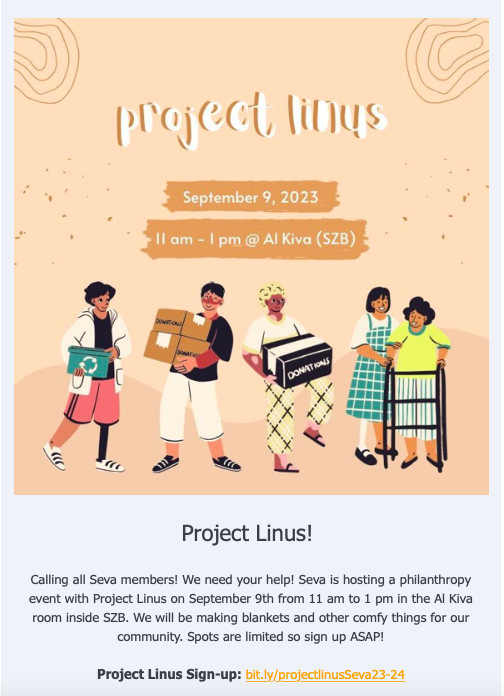 project linus
September 9, 2023
11 am - 1 pm @ Al Kiva (SZB)
DONATIONS
DONATIONS
DONATIONS
Project Linus!
Calling all Seva members! We need your help! Seva is hosting a philanthropy
event with Project Linus on September 9th from 11 am to 1 pm in the Al Kiva
room inside SZB. We will be making blankets and other comfy things for our
community. Spots are limited so sign up ASAP!
Project Linus Sign-up: bit.ly/projectlinusSeva23-24